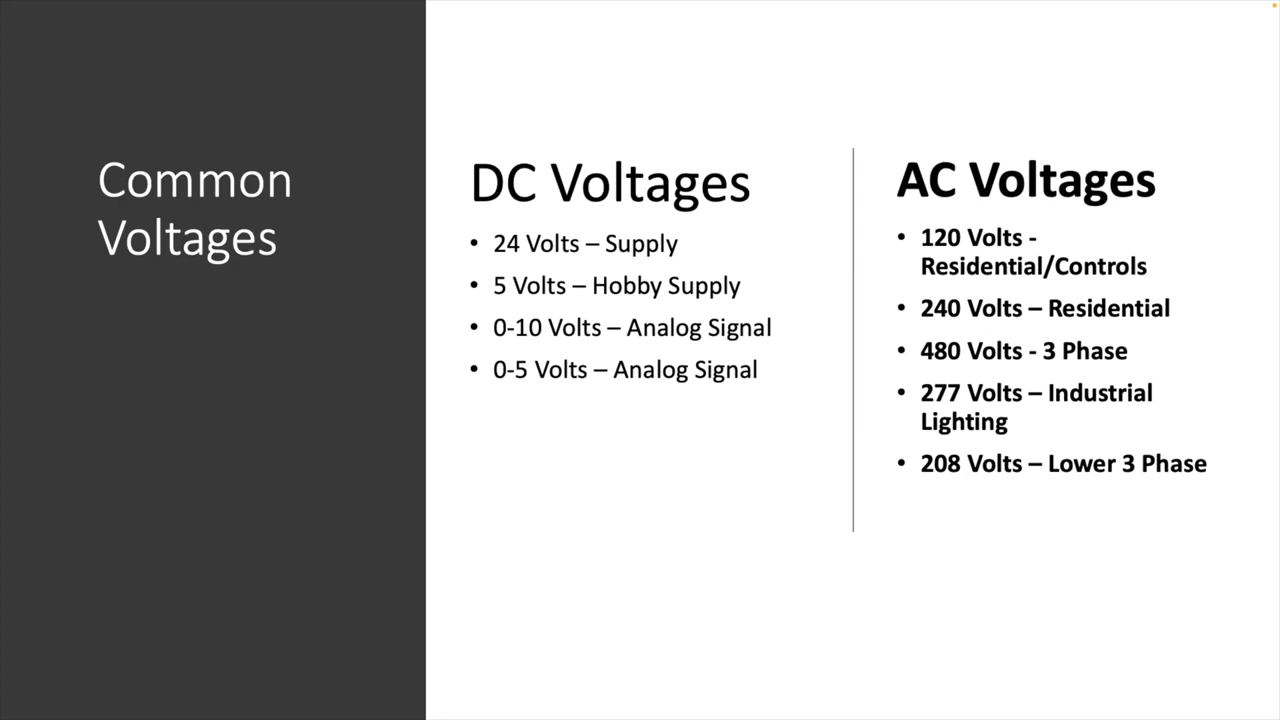 Common
Voltages
DC Voltages
• 24 Volts – Supply
• 5 Volts – Hobby Supply
• 0-10 Volts – Analog Signal
• 0-5 Volts – Analog Signal
AC Voltages
• 120 Volts -
Residential/Controls
• 240 Volts – Residential
• 480 Volts - 3 Phase
• 277 Volts – Industrial
Lighting
• 208 Volts – Lower 3 Phase